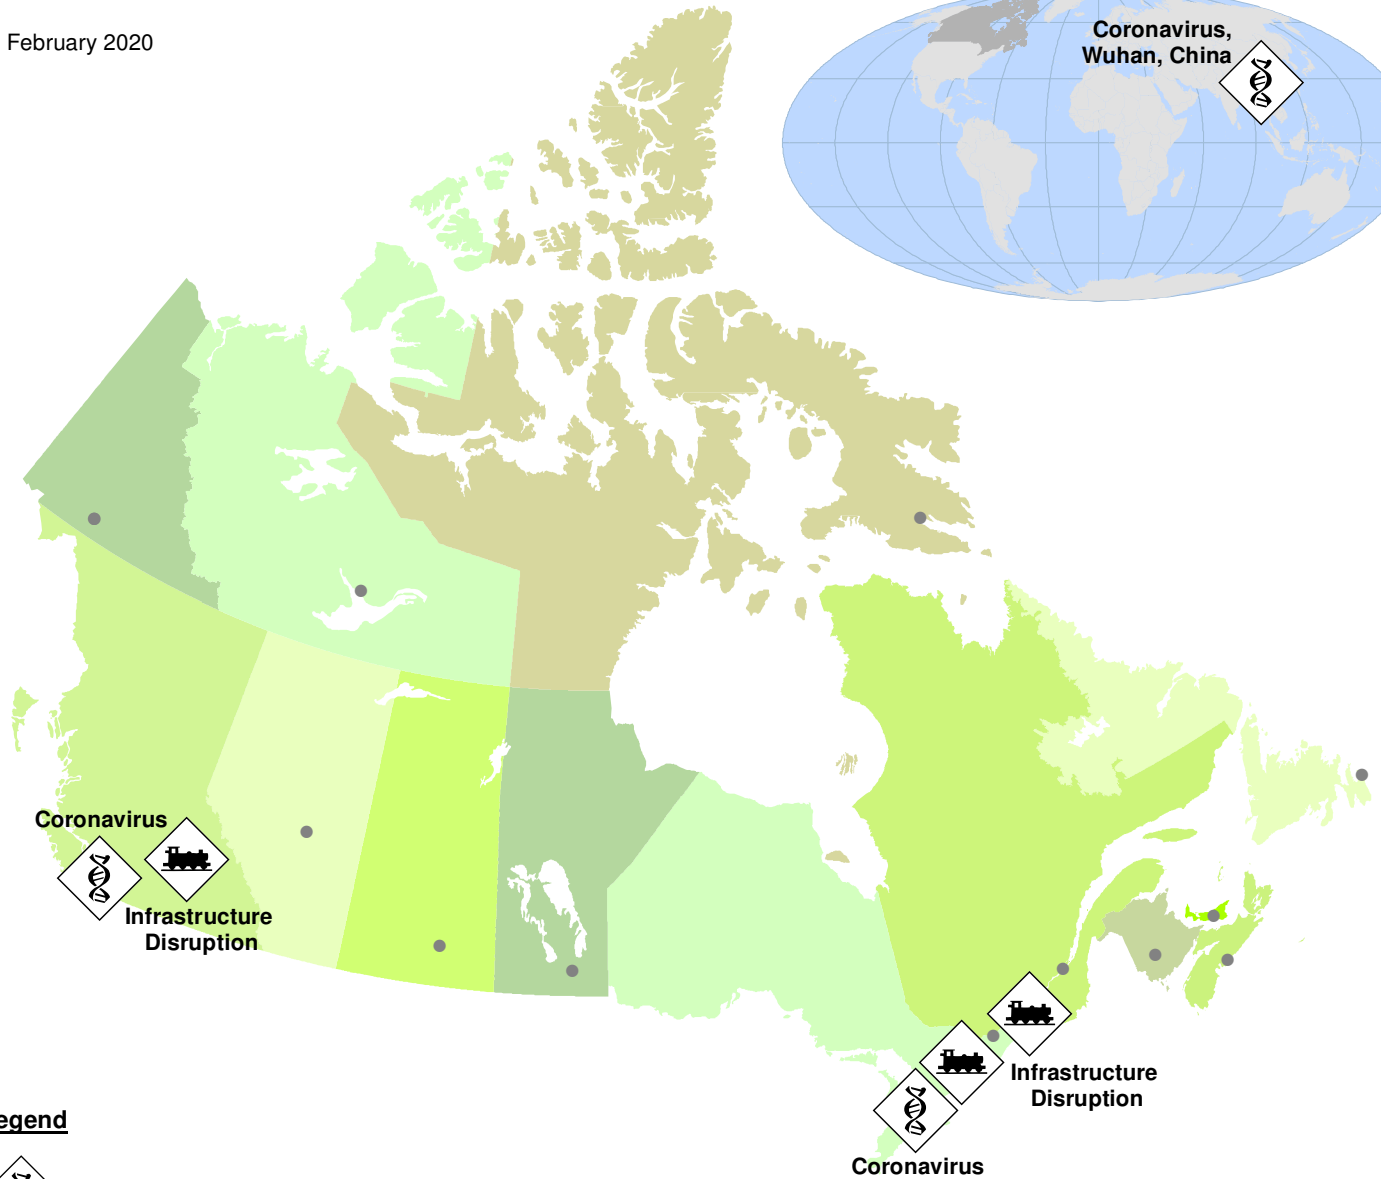 February 2020
Coronavirus,
Wuhan, China
Coronavirus
Infrastructure
Disruption
Infrastructure
Disruption
Coronavirus
egend